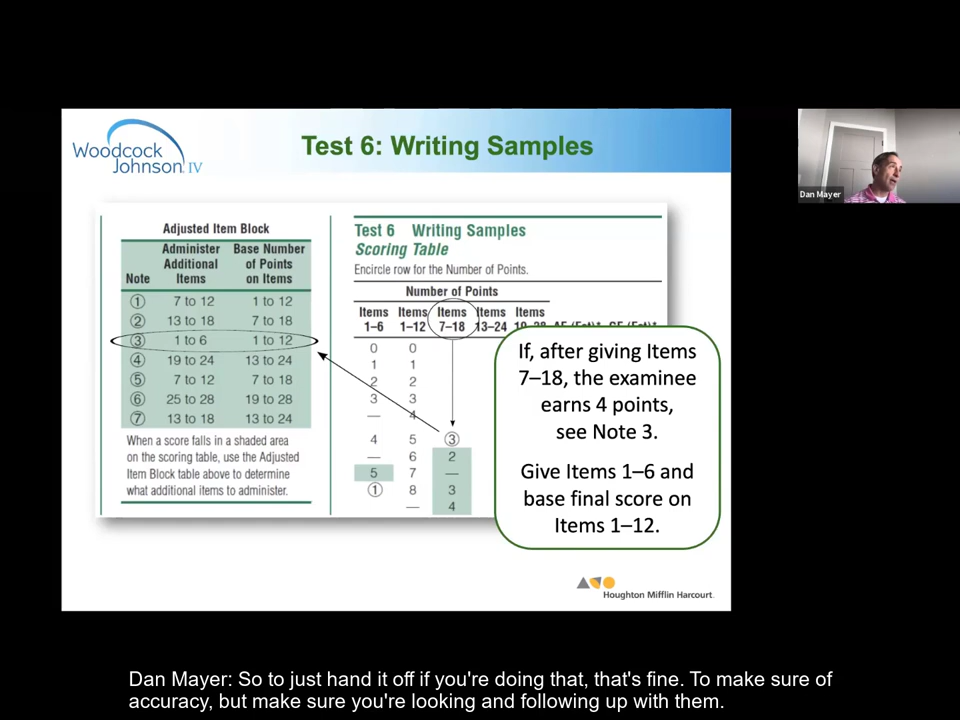 Woodcock
Johnson IV
Test 6: Writing Samples
Dan Mayer
Adjusted Item Block
Note
Administer Additional Items
Base Number of Points on Items
① 7 to 12 1 to 12
② 13 to 18 7 to 18
③ 1 to 6 1 to 12
④ 19 to 24 13 to 24
⑤ 7 to 12 7 to 18
⑥ 25 to 28 19 to 28
⑦ 13 to 18 13 to 24
When a score falls in a shaded area
on the scoring table, use the Adjusted
Item Block table above to determine
what additional items to administer.
Test 6 Writing Samples
Scoring Table
Encircle row for the Number of Points.
Number of Points
Items Items Items Items Items
1–6 1–12 7–18 13–24
0 0
1 1
2 2
3 3
— 4
4 5 ③
— 6 2
5 7 —
① 8 3
— 4
If, after giving Items
7–18, the examinee
earns 4 points,
see Note 3.
Give Items 1–6 and
base final score on
Items 1–12.
Houghton Mifflin Harcourt.
Dan Mayer: So to just hand it off if you're doing that, that's fine. To make sure of
accuracy, but make sure you're looking and following up with them.